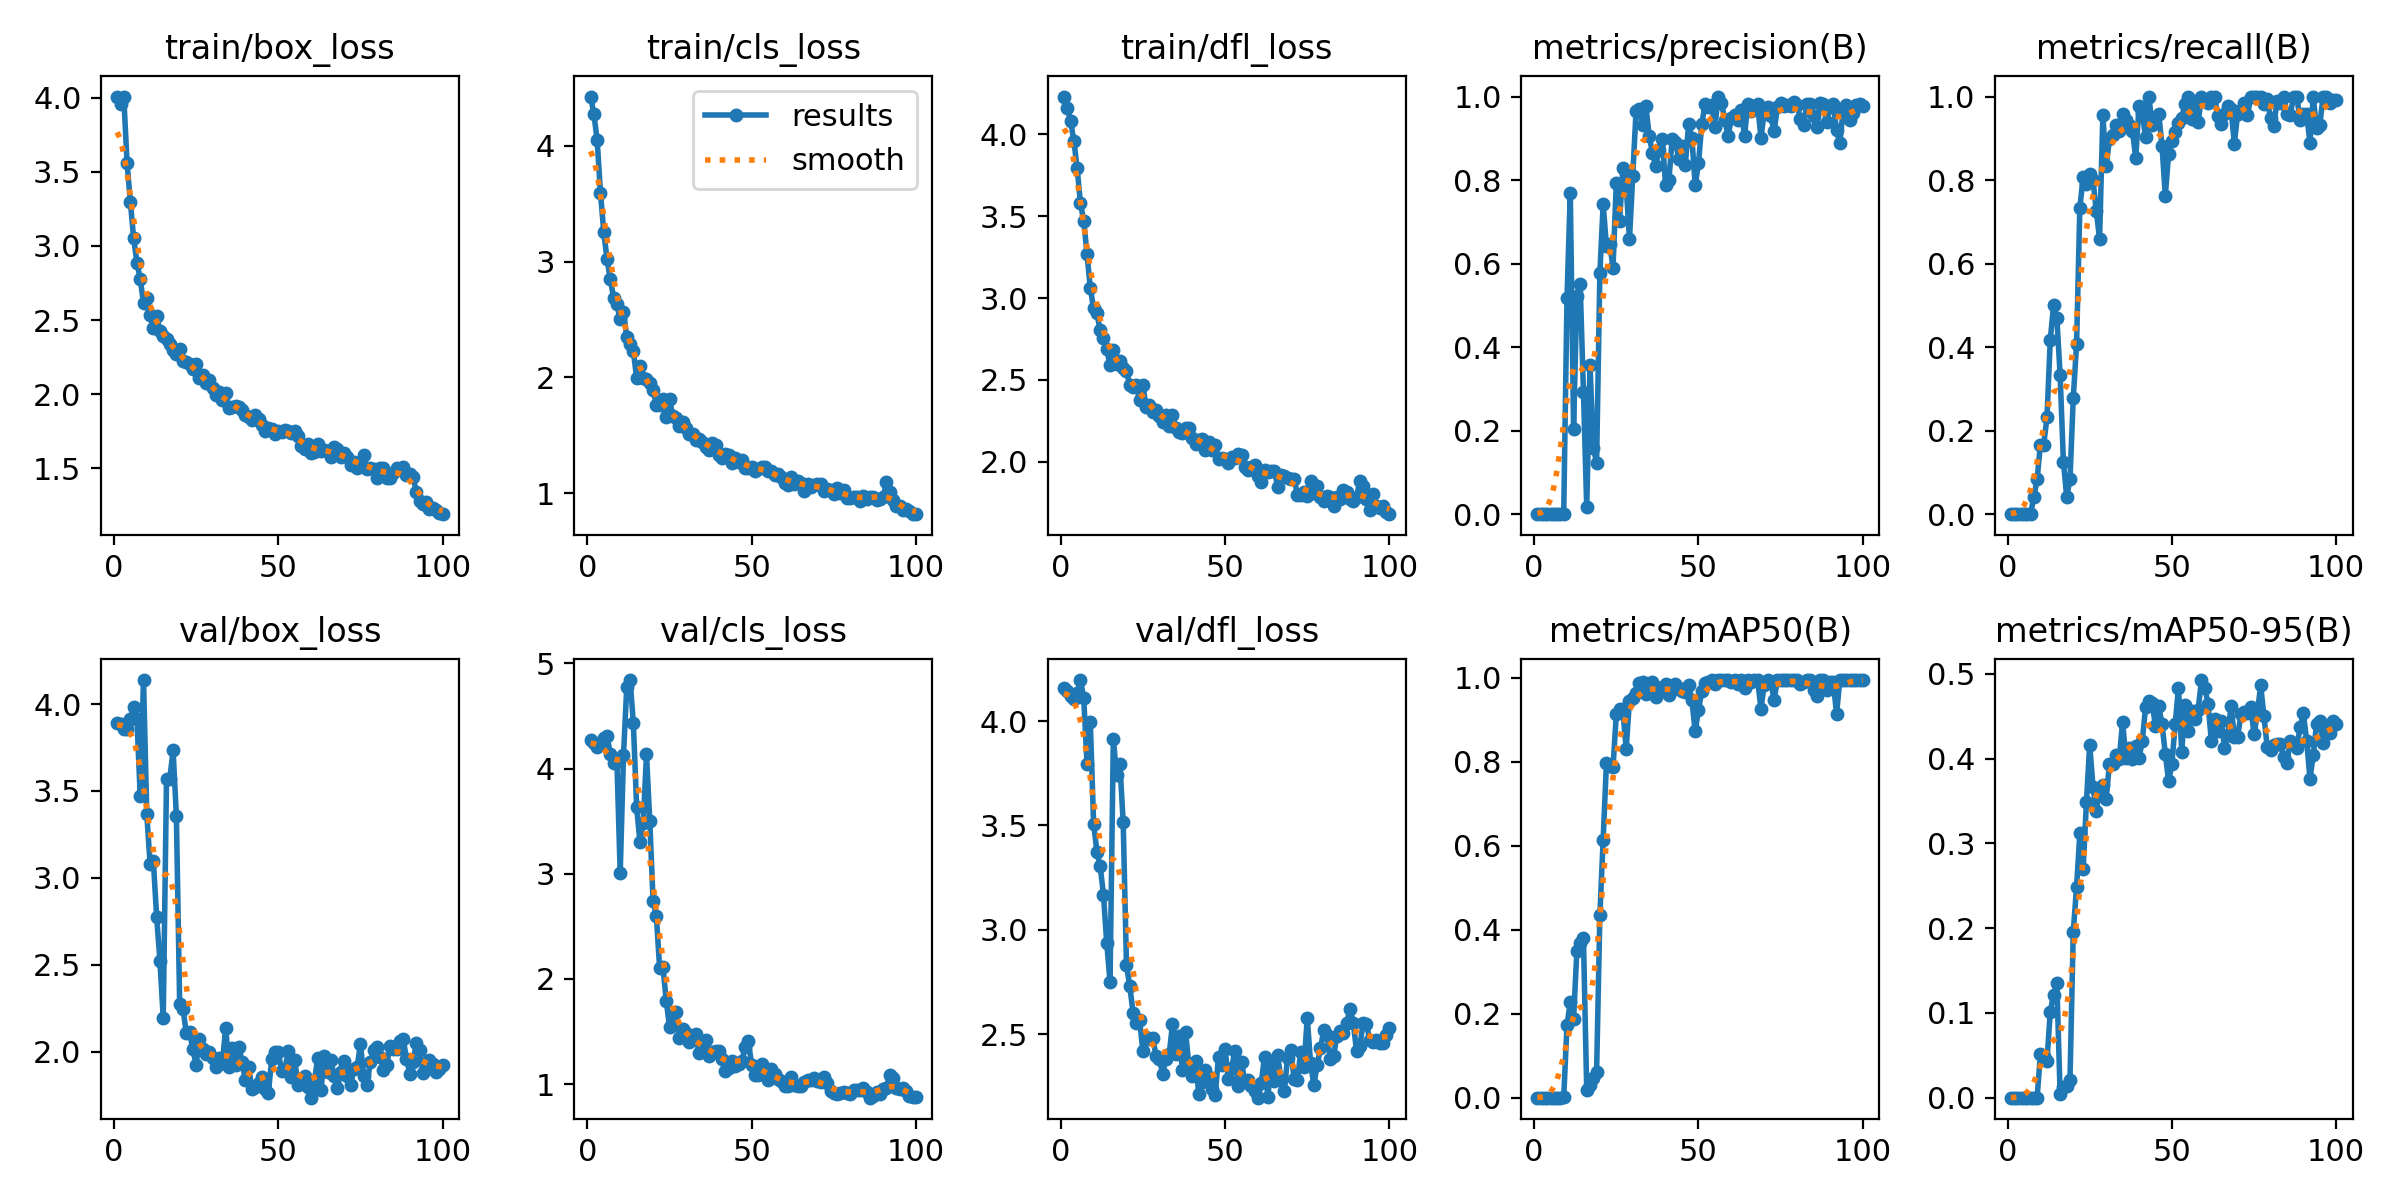 train/box_loss
4.0
3.5
3.0
2.5
2.0
1.5
0 50 100
train/cls_loss
results
smooth
4
3
2
1
0 50 100
train/dfl_loss
4.0
3.5
3.0
2.5
2.0
0 50 100
metrics/precision(B)
1.0
0.8
0.6
0.4
0.2
0.0
0 50 100
metrics/recall(B)
1.0
0.8
0.6
0.4
0.2
0.0
0 50 100
val/box_loss
4.0
3.5
3.0
2.5
2.0
0 50 100
val/cls_loss
5
4
3
2
1
0 50 100
val/dfl_loss
4.0
3.5
3.0
2.5
0 50 100
metrics/mAP50(B)
1.0
0.8
0.6
0.4
0.2
0.0
0 50 100
metrics/mAP50-95(B)
0.5
0.4
0.3
0.2
0.1
0.0
0 50 100